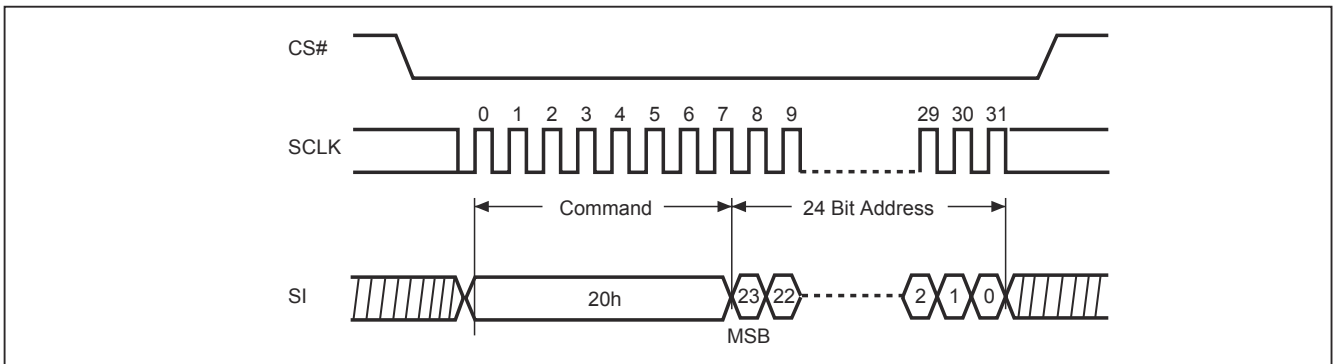 CS#
0 1 2 3 4 5 6 7 8 9 29 30 31
SCLK
Command 24 Bit Address
SI 20h 23 22 2 1 0
MSB